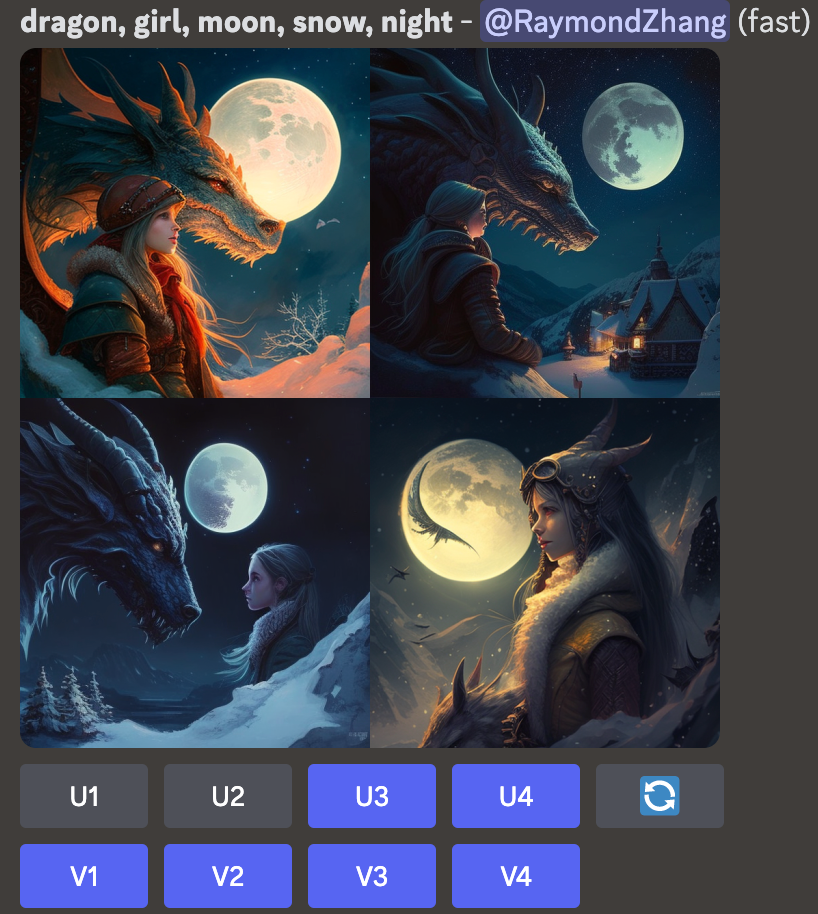 dragon, girl, moon, snow, night - @RaymondZhang (fast)
U1 U2 U3 U4
V1 V2 V3 V4